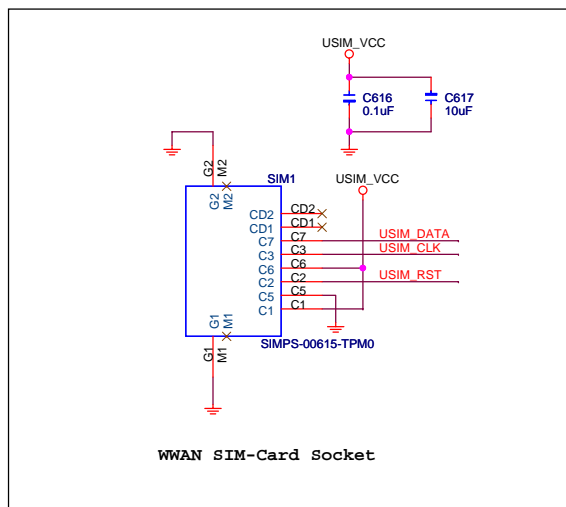 USIM_VCC
C616
0.1uF
C617
10uF
G2
M2
SIM1
USIM_VCC
G2
M2
CD2
CD2
CD1
CD1
C7
C7
USIM_DATA
C3
C3
USIM_CLK
C6
C6
C2
C2
USIM_RST
C5
C5
C1
C1
G1
M1
G1
M1
SIMPS-00615-TPM0
WWAN SIM-Card Socket